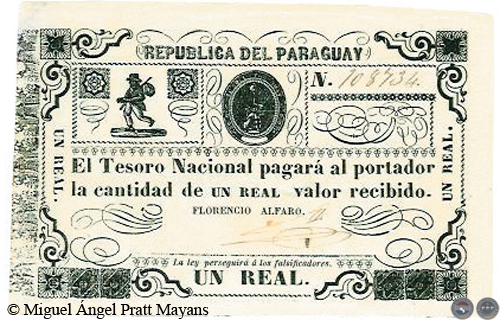 REPUBLICA DEL PARAGUAY
N. 108734
UN REAL.
UN REAL.
El Tesoro Nacional pagará al portador
la cantidad de UN REAL valor recibido.
FLORENCIO ALFARO.
La ley perseguirá á los falsificadores.
UN REAL.
© Miguel Ángel Pratt Mayans